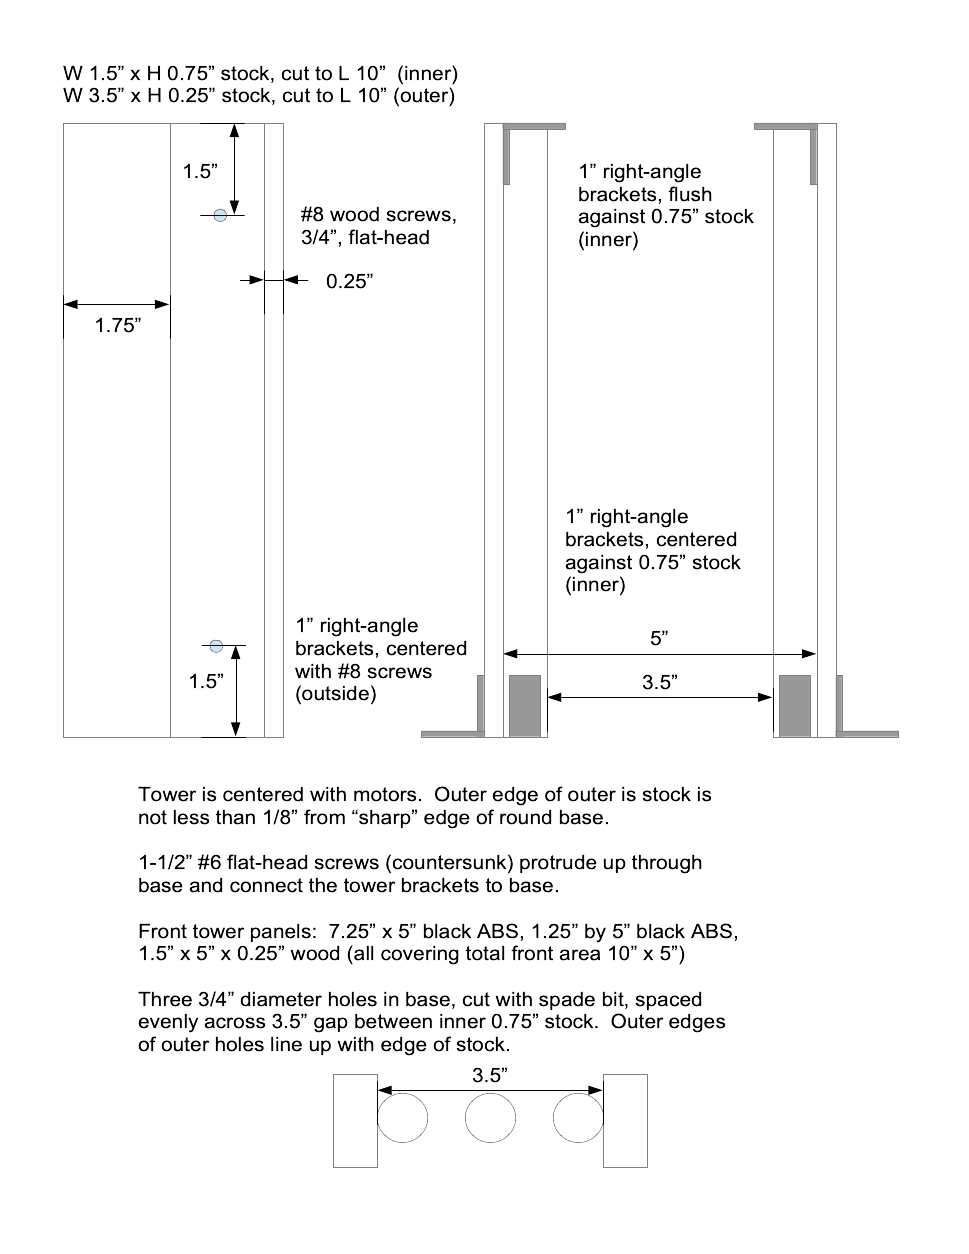 W 1.5” x H 0.75” stock, cut to L 10”  (inner)
W 3.5” x H 0.25” stock, cut to L 10” (outer)
1.5”
#8 wood screws,
3/4”, flat-head
0.25”
1.75”
1” right-angle
brackets, flush
against 0.75” stock
(inner)
1” right-angle
brackets, centered
against 0.75” stock
(inner)
1” right-angle
brackets, centered
with #8 screws
(outside)
1.5”
5”
3.5”
Tower is centered with motors.  Outer edge of outer is stock is
not less than 1/8” from “sharp” edge of round base.
1-1/2” #6 flat-head screws (countersunk) protrude up through
base and connect the tower brackets to base.
Front tower panels:  7.25” x 5” black ABS, 1.25” by 5” black ABS,
1.5” x 5” x 0.25” wood (all covering total front area 10” x 5”)
Three 3/4” diameter holes in base, cut with spade bit, spaced
evenly across 3.5” gap between inner 0.75” stock.  Outer edges
of outer holes line up with edge of stock.
3.5”